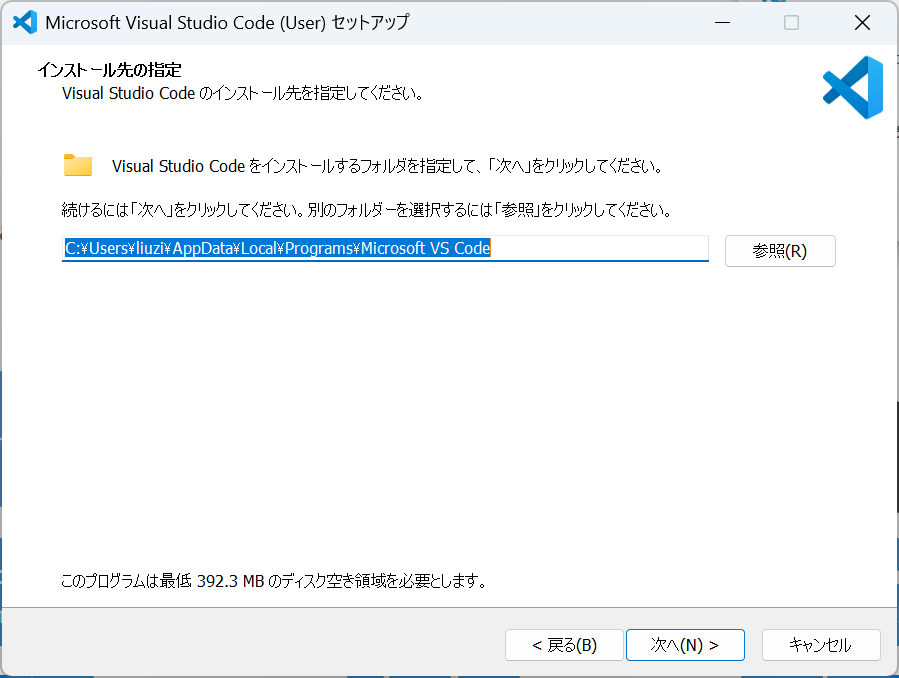 Microsoft Visual Studio Code (User) セットアップ
インストール先の指定
Visual Studio Code のインストール先を指定してください。
Visual Studio Code をインストールするフォルダを指定して、「次へ」をクリックしてください。
続けるには「次へ」をクリックしてください。別のフォルダーを選択するには「参照」をクリックしてください。
C:¥Users¥liuzi¥AppData¥Local¥Programs¥Microsoft VS Code
参照(R)
このプログラムは最低 392.3 MB のディスク空き領域を必要とします。
< 戻る(B)
次へ(N) >
キャンセル